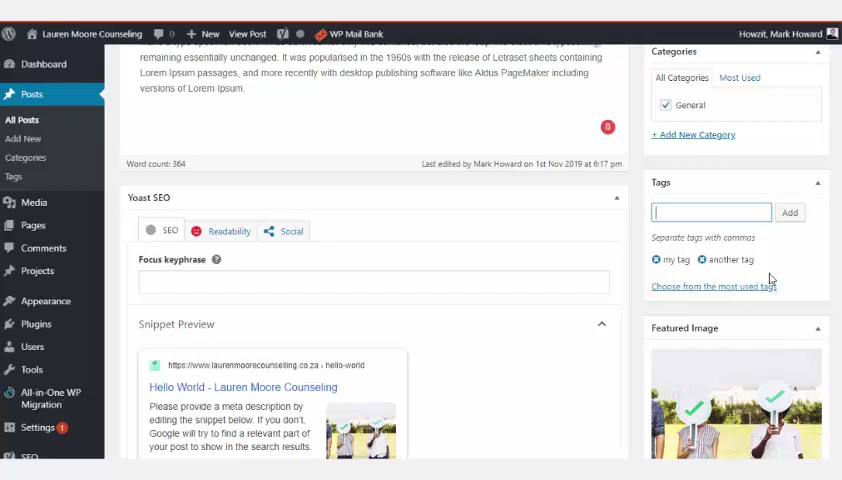 Lauren Moore Counseling 0 New View Post WP Mail Bank Howzit, Mark Howard
Dashboard
Posts
All Posts
Add New
Categories
Tags
Media
Pages
Comments
Projects
Appearance
Plugins
Users
Tools
All-in-One WP
Migration
Settings 1
SEO
remaining essentially unchanged. It was popularised in the 1960s with the release of Letraset sheets containing
Lorem Ipsum passages, and more recently with desktop publishing software like Aldus PageMaker including
versions of Lorem Ipsum.
8
Word count: 364 Last edited by Mark Howard on 1st Nov 2019 at 6:17 pm
Yoast SEO
SEO Readability Social
Focus keyphrase ?
Snippet Preview
https://www.laurenmoorecounselling.co.za › hello-world
Hello World - Lauren Moore Counseling
Please provide a meta description by
editing the snippet below. If you don't,
Google will try to find a relevant part of
your post to show in the search results.
Categories
All Categories Most Used
General
+ Add New Category
Tags
Add
Separate tags with commas
my tag another tag
Choose from the most used tags
Featured Image